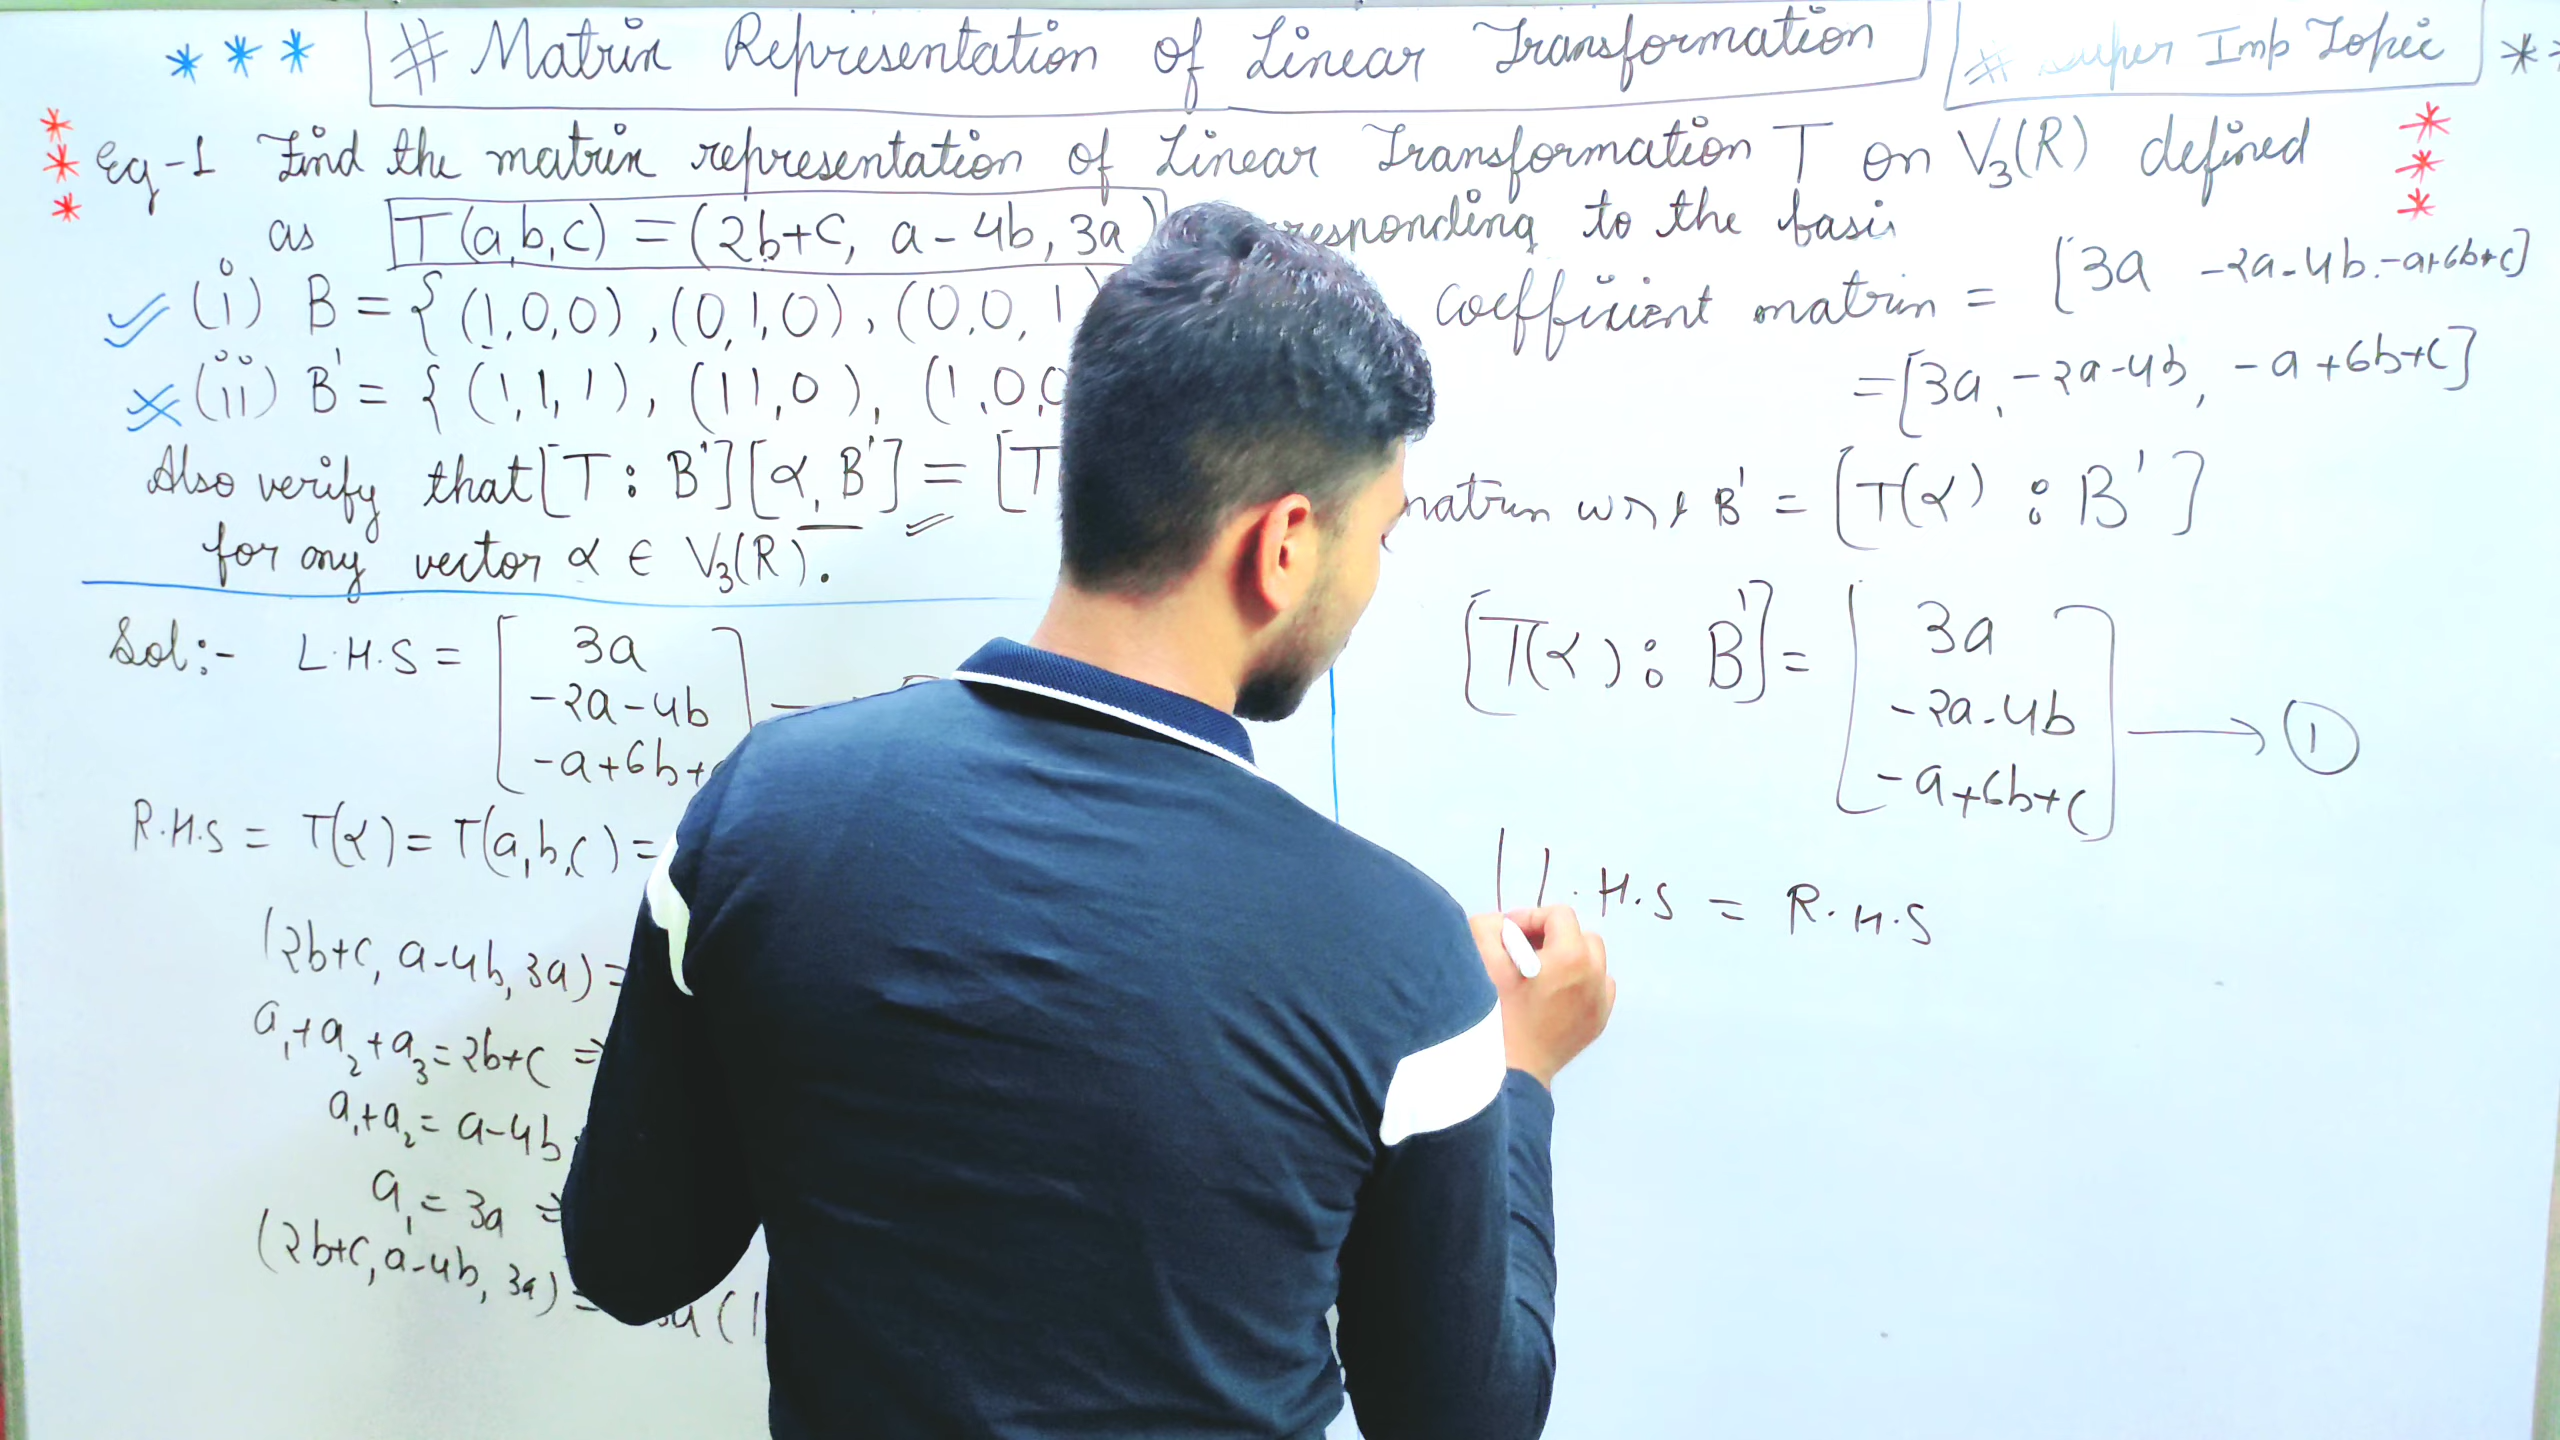 *** # Matrix Representation of Linear Transformation # Super Imp Topic **
*** Eg-1 Find the matrix representation of Linear Transformation T on V₃(R) defined ***
as T(a,b,c) = (2b+c, a-4b, 3a) responding to the basis
(i) B = { (1,0,0), (0,1,0), (0,0,1
(ii) B' = { (1,1,1), (1 1,0), (1,0,0
Also verify that [T : B'] [α, B'] = [T
for any vector α ∈ V₃(R).
Sol:- L.H.S = [ 3a
-2a-4b
-a+6b+
R.H.S = T(α) = T(a,b,c) =
(2b+c, a-4b, 3a) =
a₁+a₂+a₃ = 2b+c ⇒
a₁+a₂ = a-4b
a₁ = 3a ⇒
(2b+c, a-4b, 3a) = 3a (1
Coefficient matrix = [3a -2a-4b -a+6b+c]
= [3a, -2a-4b, -a+6b+c]
matrix w r t B' = [T(α) : B']
[T(α) : B'] = [ 3a
-2a-4b
-a+6b+c ] → ①
L.H.S = R.H.S